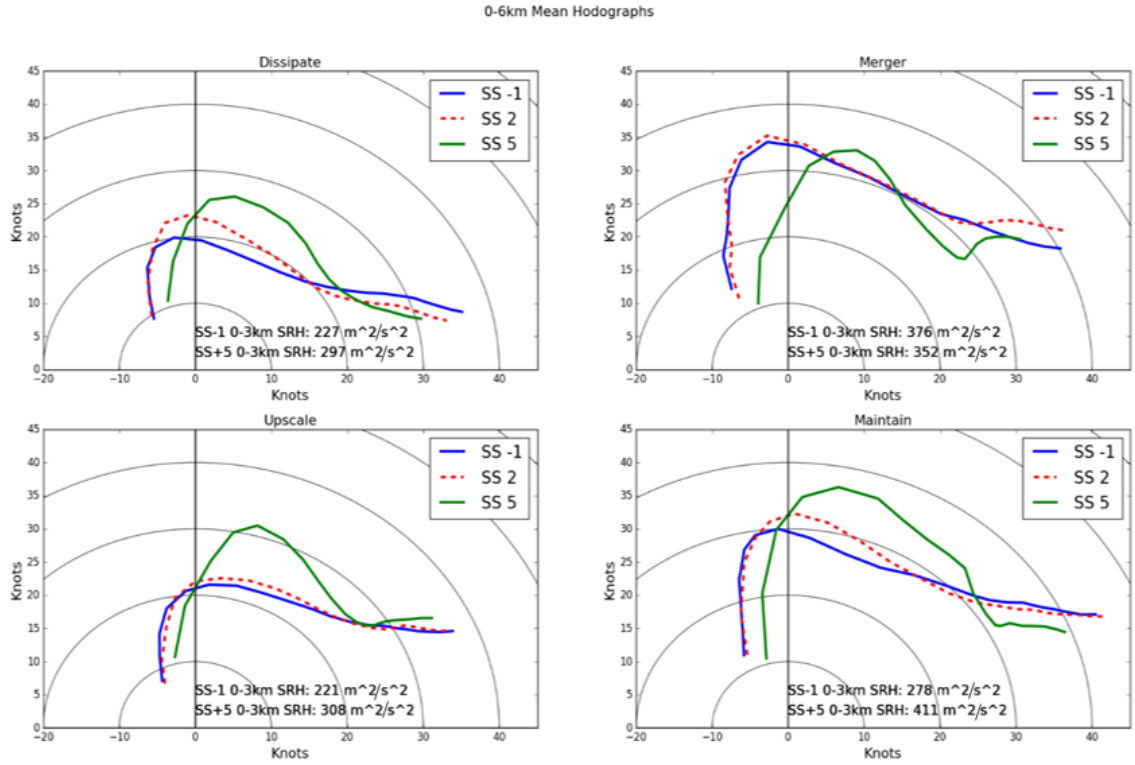 0-6km Mean Hodographs
Dissipate
45
40
35
30
25
20
15
10
5
0
Knots
SS -1
SS 2
SS 5
SS-1 0-3km SRH: 227 m^2/s^2
SS+5 0-3km SRH: 297 m^2/s^2
−20 −10 0 10 20 30 40
Knots
Merger
45
40
35
30
25
20
15
10
5
0
Knots
SS -1
SS 2
SS 5
SS-1 0-3km SRH: 376 m^2/s^2
SS+5 0-3km SRH: 352 m^2/s^2
−20 −10 0 10 20 30 40
Knots
Upscale
45
40
35
30
25
20
15
10
5
0
Knots
SS -1
SS 2
SS 5
SS-1 0-3km SRH: 221 m^2/s^2
SS+5 0-3km SRH: 308 m^2/s^2
−20 −10 0 10 20 30 40
Knots
Maintain
45
40
35
30
25
20
15
10
5
0
Knots
SS -1
SS 2
SS 5
SS-1 0-3km SRH: 278 m^2/s^2
SS+5 0-3km SRH: 411 m^2/s^2
−20 −10 0 10 20 30 40
Knots